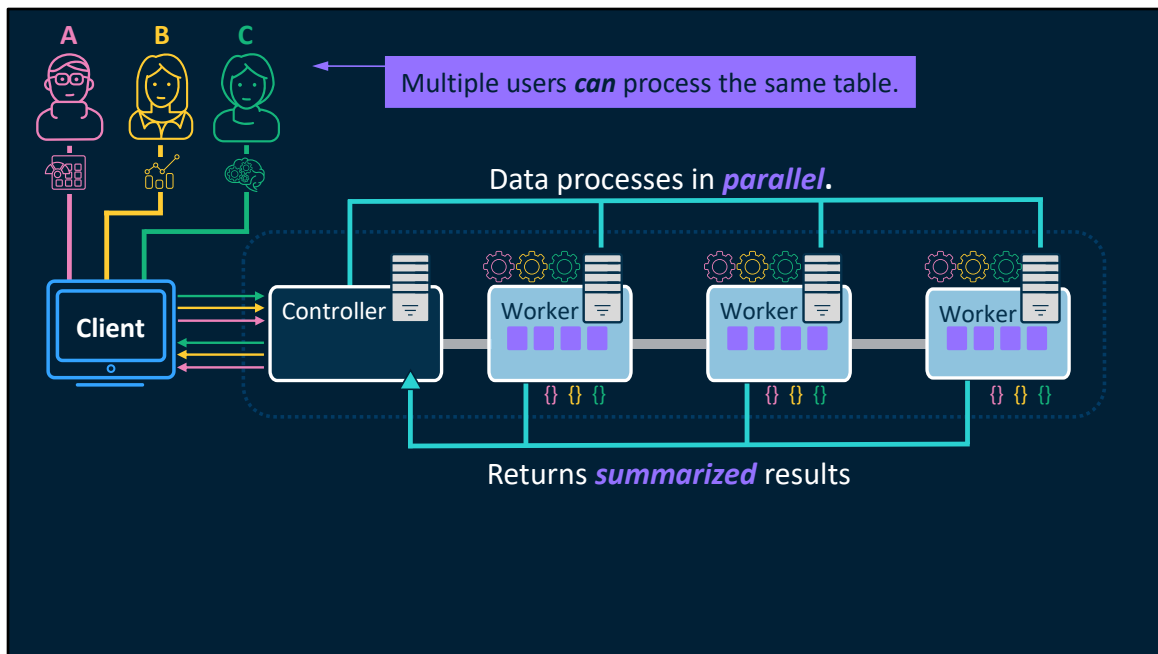 A B C
Multiple users can process the same table.
Data processes in parallel.
Client
Controller
Worker
Worker
Worker
{} {} {}
{} {} {}
{} {} {}
Returns summarized results